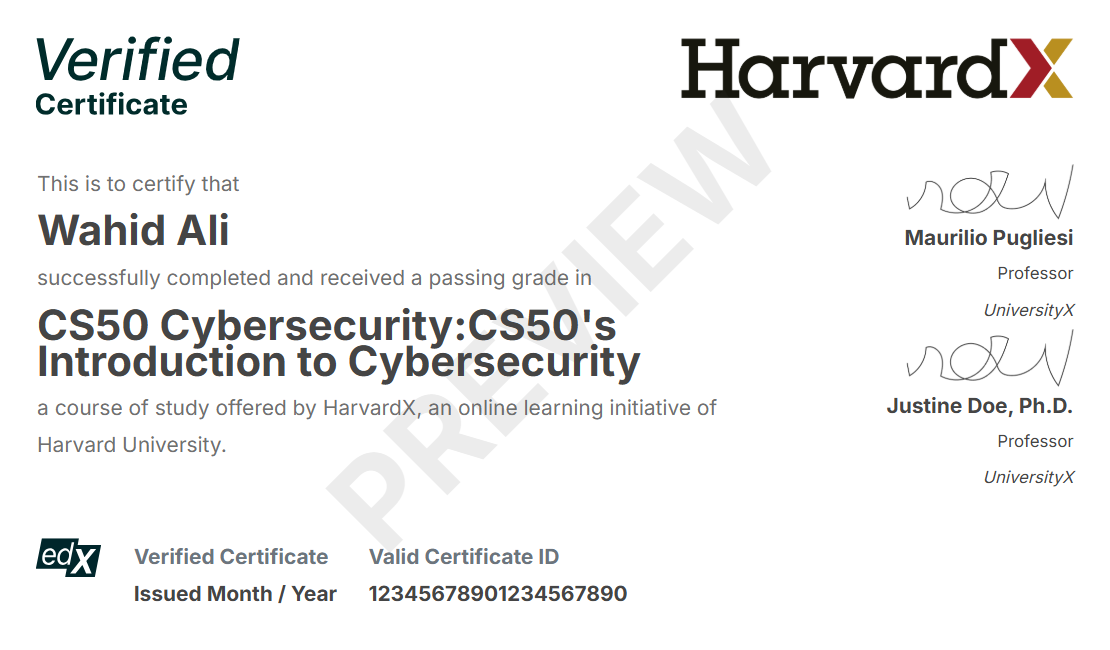 Verified
Certificate
HarvardX
This is to certify that
Wahid Ali
successfully completed and received a passing grade in
CS50 Cybersecurity:CS50's
Introduction to Cybersecurity
a course of study offered by HarvardX, an online learning initiative of
Harvard University.
PREVIEW
Maurilio Pugliesi
Professor
UniversityX
Justine Doe, Ph.D.
Professor
UniversityX
edX
Verified Certificate
Issued Month / Year
Valid Certificate ID
12345678901234567890